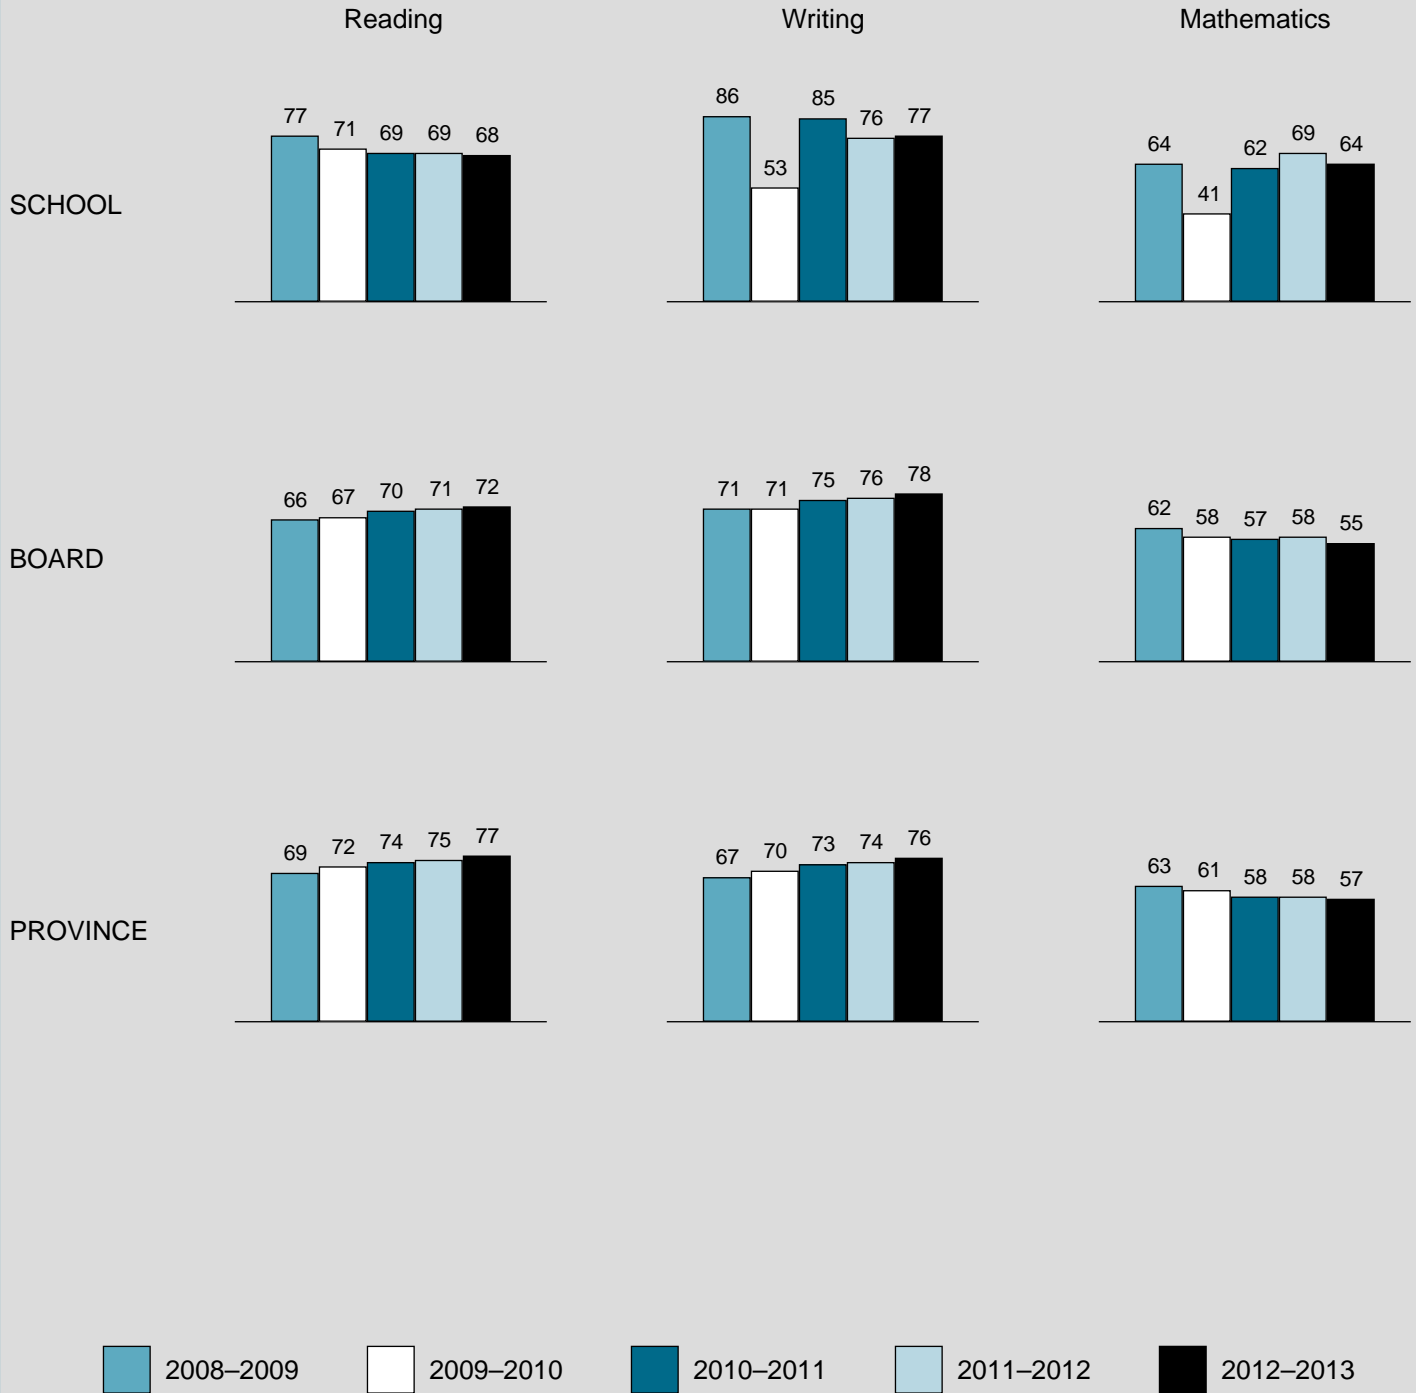 Reading Writing Mathematics
77 71 69 69 68
86 53 85 76 77
64 41 62 69 64
SCHOOL
66 67 70 71 72
71 71 75 76 78
62 58 57 58 55
BOARD
69 72 74 75 77
67 70 73 74 76
63 61 58 58 57
PROVINCE
2008–2009 2009–2010 2010–2011 2011–2012 2012–2013